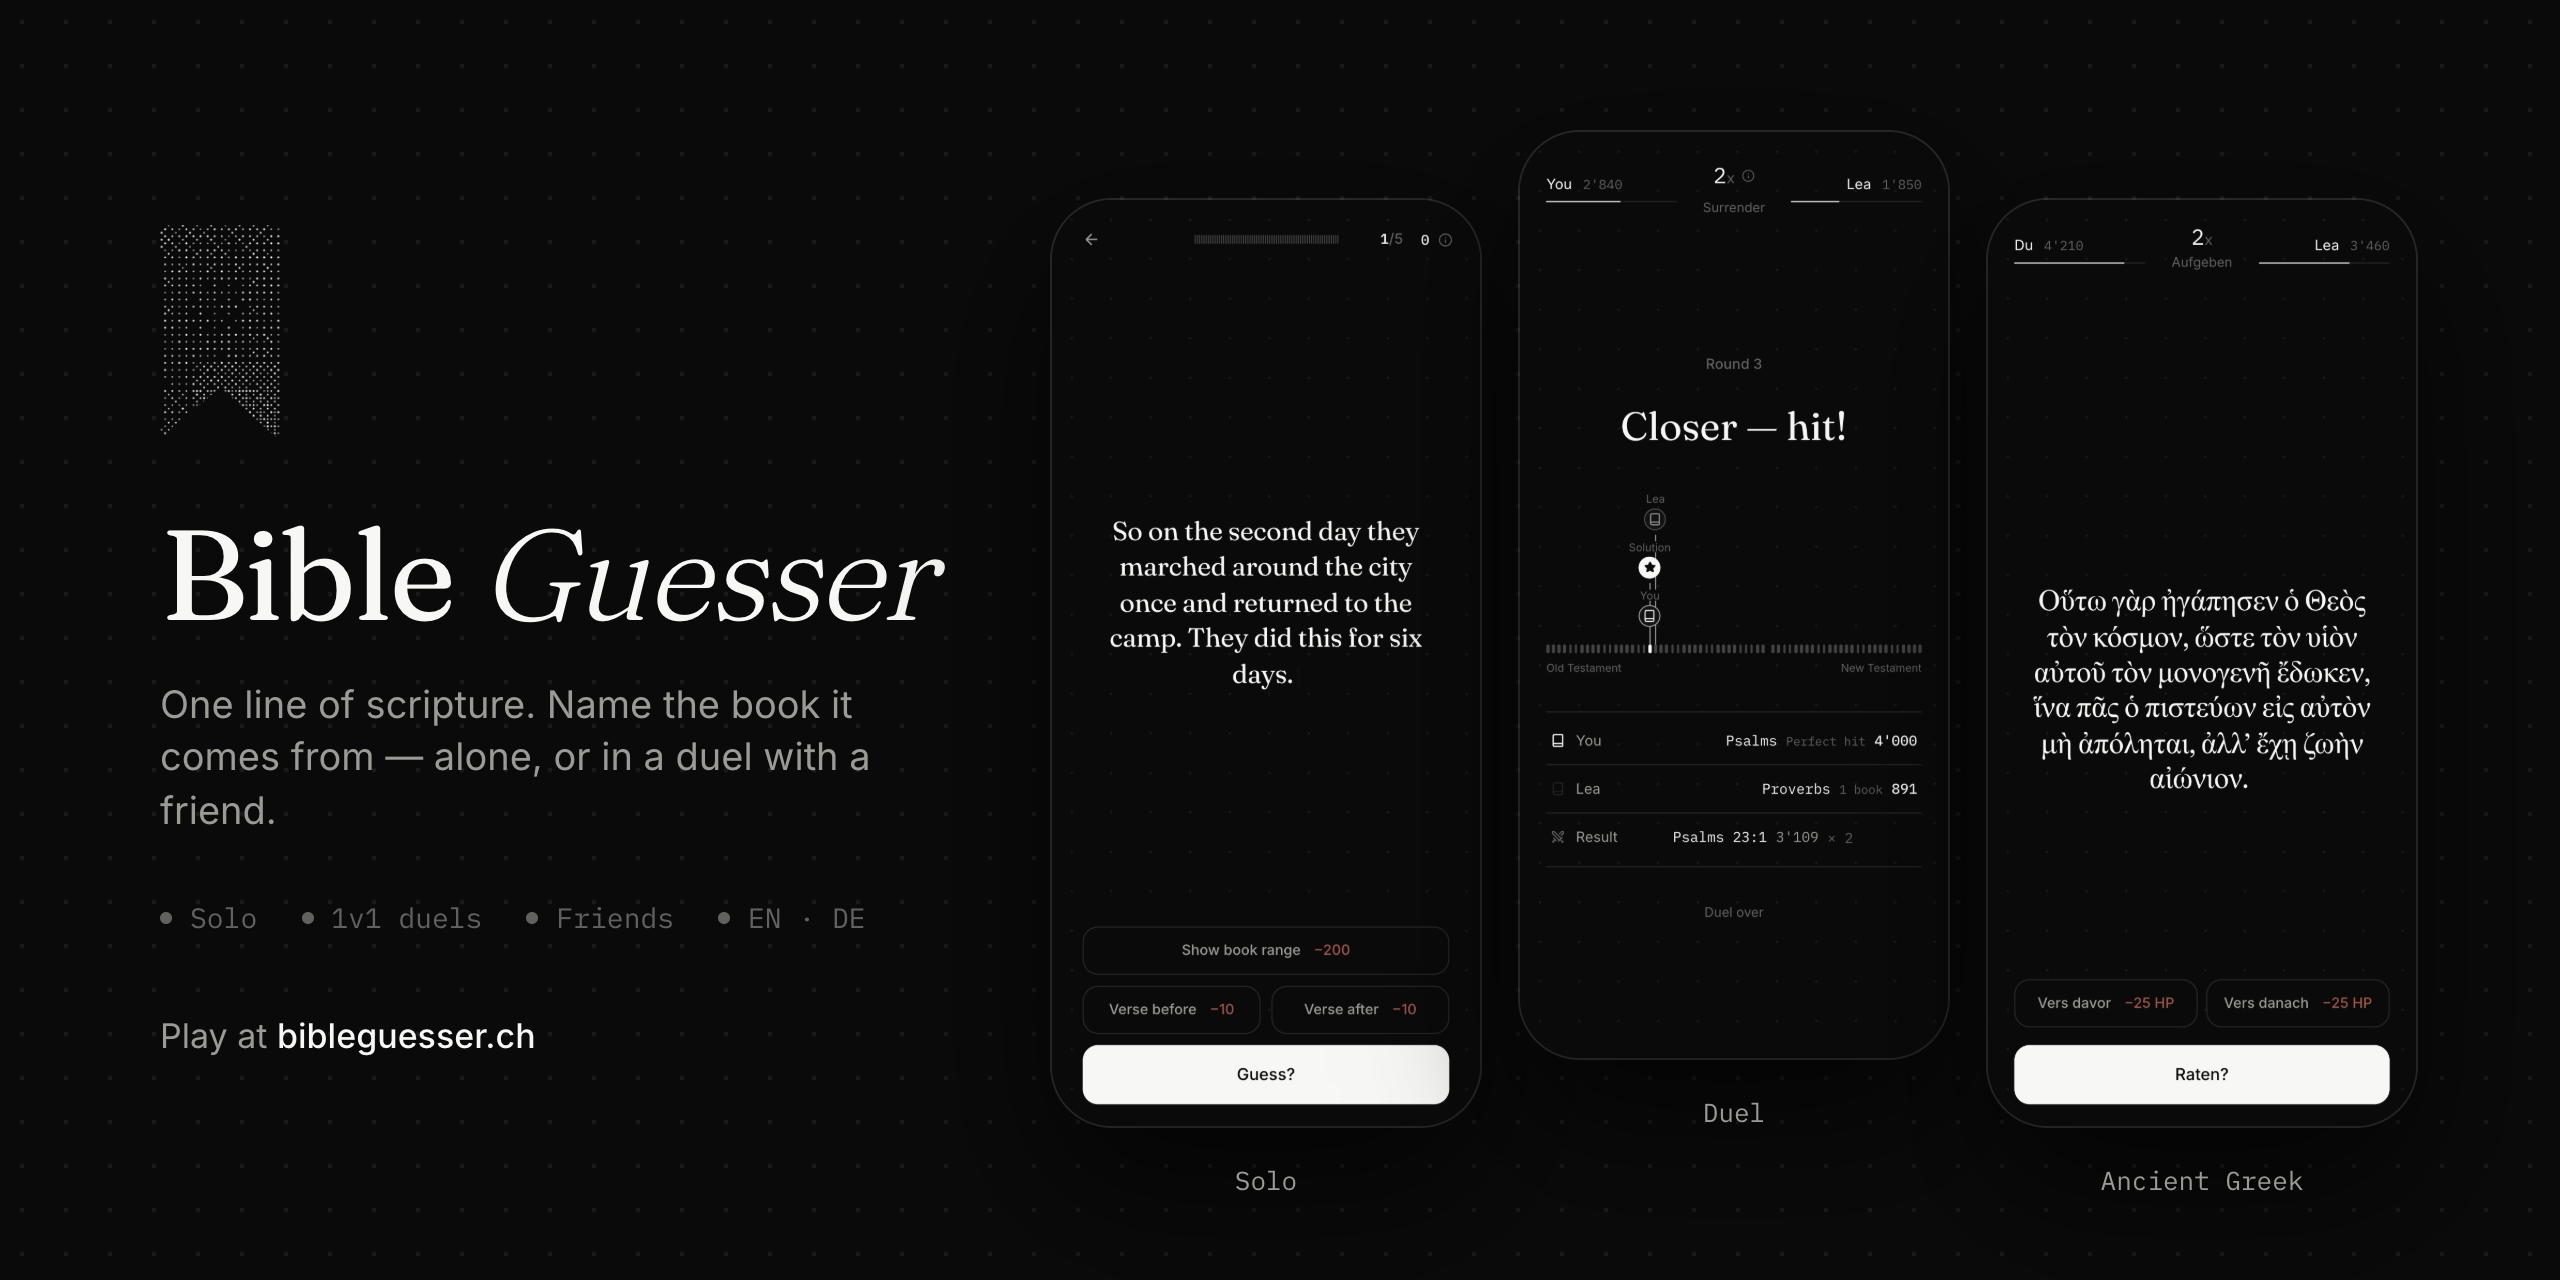 Bible Guesser
One line of scripture. Name the book it
comes from — alone, or in a duel with a
friend.
Solo
1v1 duels
Friends
EN · DE
Play at bibleguesser.ch
1/5 0
So on the second day they
marched around the city
once and returned to the
camp. They did this for six
days.
Show book range −200
Verse before −10
Verse after −10
Guess?
Solo
You 2'840
2x
Lea 1'850
Surrender
Round 3
Closer — hit!
Lea
Solution
You
Old Testament
New Testament
You Psalms Perfect hit 4'000
Lea Proverbs 1 book 891
Result Psalms 23:1 3'109 × 2
Duel over
Duel
Du 4'210
2x
Lea 3'460
Aufgeben
Οὕτω γὰρ ἠγάπησεν ὁ Θεὸς
τὸν κόσμον, ὥστε τὸν υἱὸν
αὐτοῦ τὸν μονογενῆ ἔδωκεν,
ἵνα πᾶς ὁ πιστεύων εἰς αὐτὸν
μὴ ἀπόληται, ἀλλ’ ἔχῃ ζωὴν
αἰώνιον.
Vers davor −25 HP
Vers danach −25 HP
Raten?
Ancient Greek